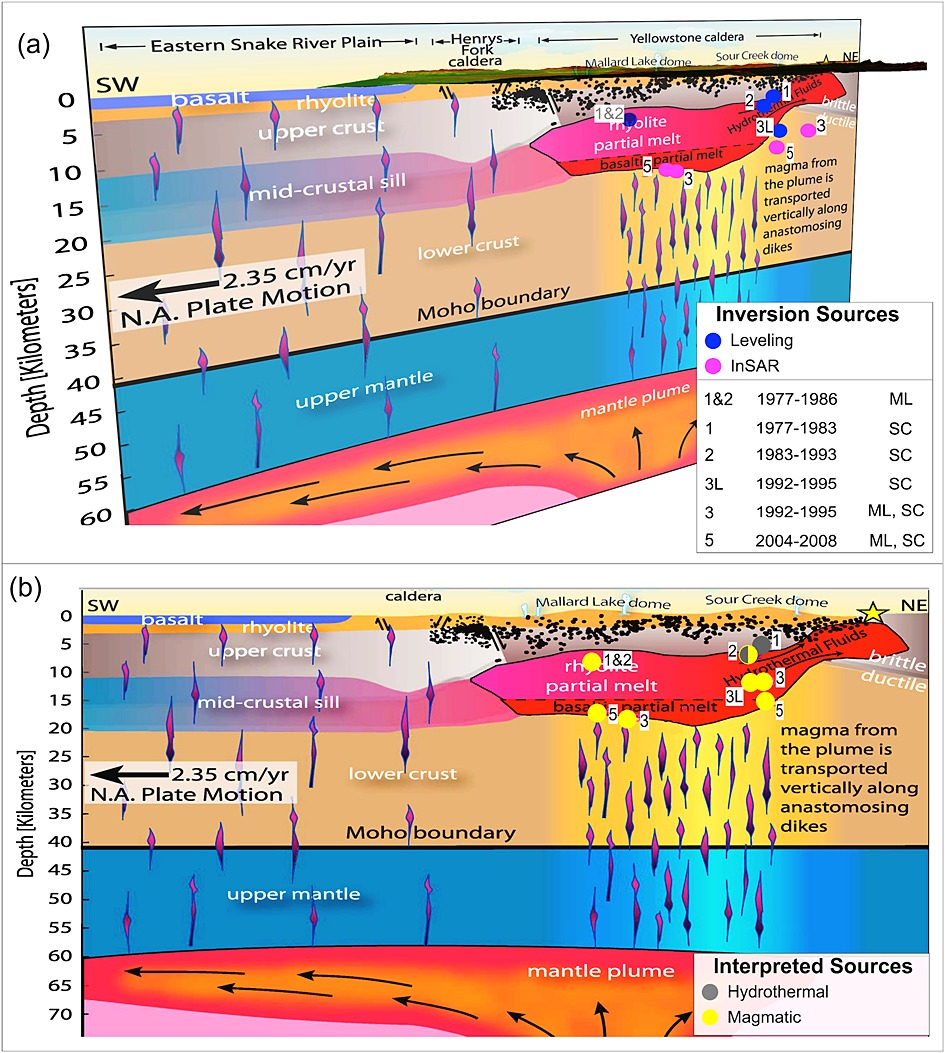 (a)
Eastern Snake River Plain
Henrys
Fork
caldera
Yellowstone caldera
Mallard Lake dome
Sour Creek dome
SW
NE
0
5
10
15
20
25
30
35
40
45
50
55
60
Depth [Kilometers]
basalt
rhyolite
upper crust
mid-crustal sill
lower crust
2.35 cm/yr
N.A. Plate Motion
Moho boundary
upper mantle
mantle plume
1&2
rhyolite
partial melt
basaltic partial melt
5
3
1
2
Hydrothermal Fluids
3L
3
5
brittle
ductile
magma from
the plume is
transported
vertically along
anastomosing
dikes
Inversion Sources
Leveling
InSAR
1&2 1977-1986 ML
1 1977-1983 SC
2 1983-1993 SC
3L 1992-1995 SC
3 1992-1995 ML, SC
5 2004-2008 ML, SC
(b)
SW
caldera
Mallard Lake dome
Sour Creek dome
NE
0
5
10
15
20
25
30
35
40
45
50
55
60
65
70
Depth [Kilometers]
basalt
rhyolite
upper crust
mid-crustal sill
lower crust
2.35 cm/yr
N.A. Plate Motion
Moho boundary
upper mantle
mantle plume
1&2
rhyolite
partial melt
basaltic partial melt
5
3
1
2
Hydrothermal Fluids
3
3L
5
brittle
ductile
magma from
the plume is
transported
vertically along
anastomosing
dikes
Interpreted Sources
Hydrothermal
Magmatic